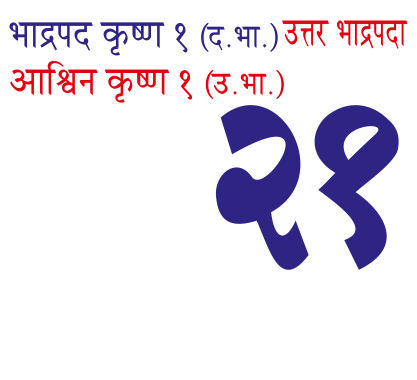 भाद्रपद कृष्ण १ (द.भा.) उत्तर भाद्रपदा
आश्विन कृष्ण १ (उ.भा.)
२१